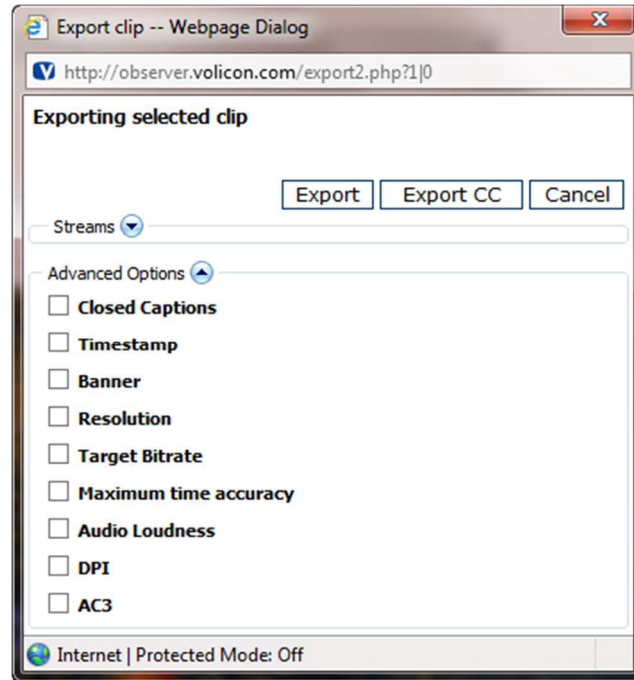 Export clip -- Webpage Dialog
http://observer.volicon.com/export2.php?1|0
Exporting selected clip
Export Export CC Cancel
Streams
Advanced Options
Closed Captions
Timestamp
Banner
Resolution
Target Bitrate
Maximum time accuracy
Audio Loudness
DPI
AC3
Internet | Protected Mode: Off